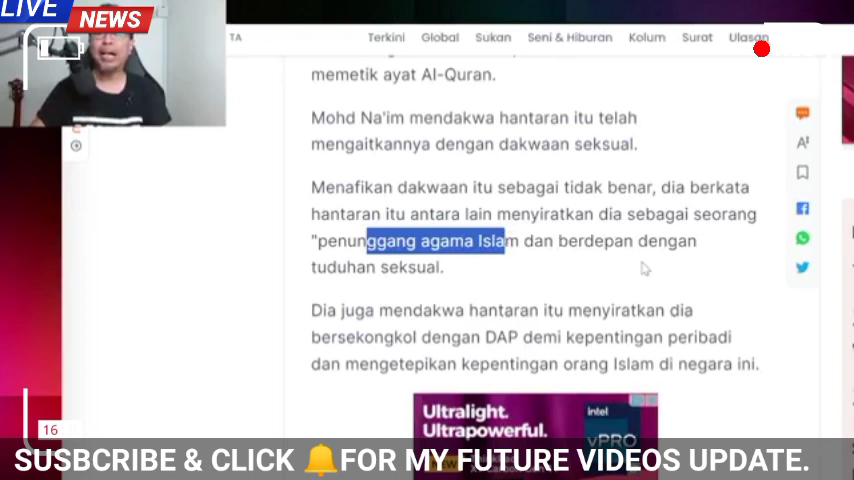 LIVE
NEWS
TA
Terkini Global Sukan Seni & Hiburan Kolum Surat Ulasan
memetik ayat Al-Quran.
Mohd Na'im mendakwa hantaran itu telah
mengaitkannya dengan dakwaan seksual.
Menafikan dakwaan itu sebagai tidak benar, dia berkata
hantaran itu antara lain menyiratkan dia sebagai seorang
"penunggang agama Islam dan berdepan dengan
tuduhan seksual.
Dia juga mendakwa hantaran itu menyiratkan dia
bersekongkol dengan DAP demi kepentingan peribadi
dan mengetepikan kepentingan orang Islam di negara ini.
Ultralight.
Ultrapowerful.
intel
vPRO
16
SUSBCRIBE & CLICK 🔔FOR MY FUTURE VIDEOS UPDATE.